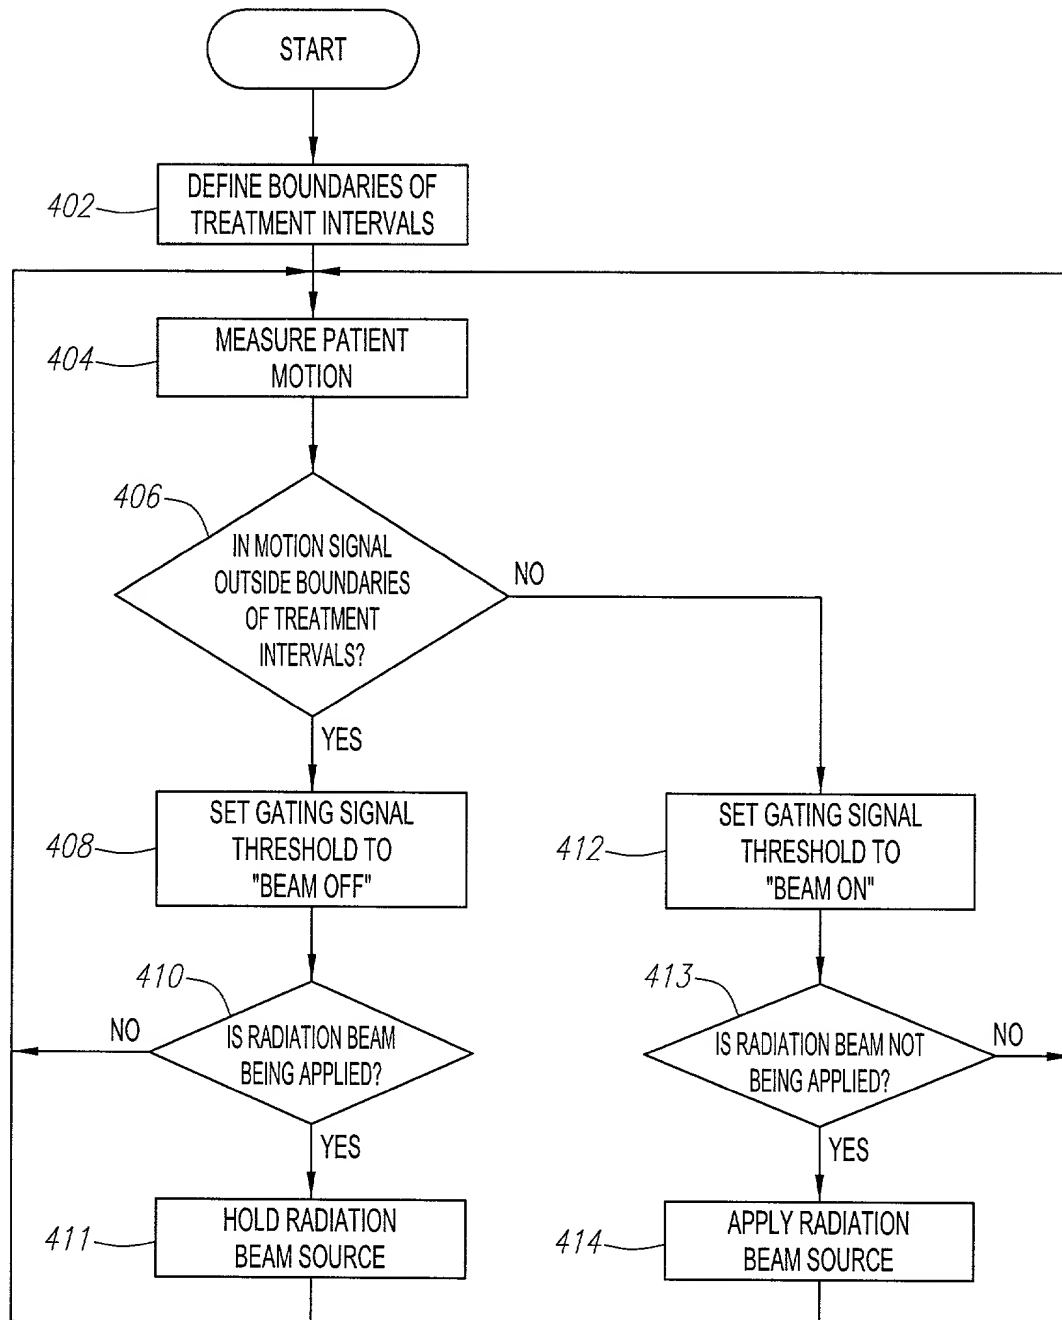 START
402
DEFINE BOUNDARIES OF
TREATMENT INTERVALS
404
MEASURE PATIENT
MOTION
406
IN MOTION SIGNAL
OUTSIDE BOUNDARIES
OF TREATMENT
INTERVALS?
NO
YES
408
SET GATING SIGNAL
THRESHOLD TO
"BEAM OFF"
412
SET GATING SIGNAL
THRESHOLD TO
"BEAM ON"
410
IS RADIATION BEAM
BEING APPLIED?
NO
YES
413
IS RADIATION BEAM NOT
BEING APPLIED?
NO
YES
411
HOLD RADIATION
BEAM SOURCE
414
APPLY RADIATION
BEAM SOURCE